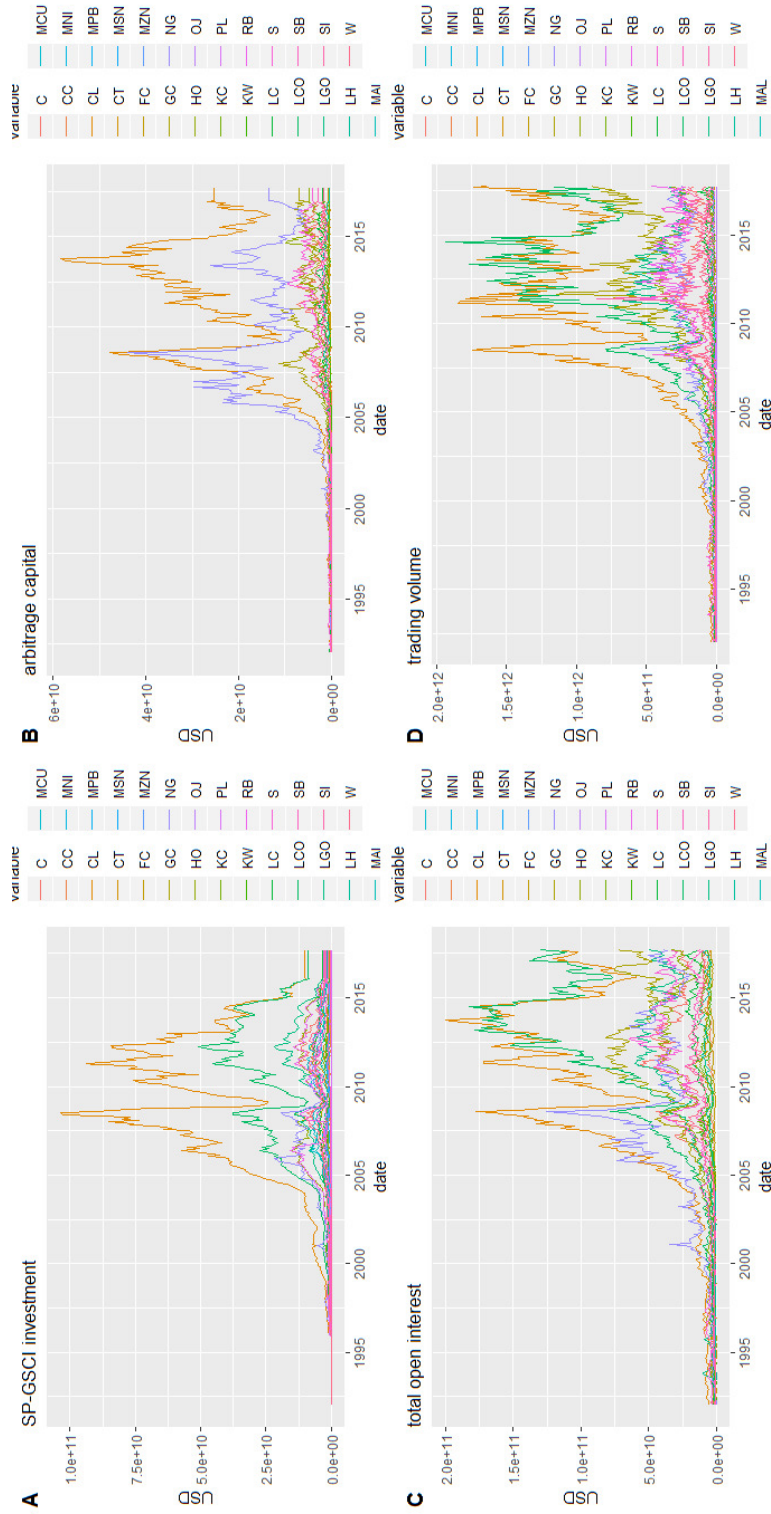 A
SP-GSCI investment
USD
1.0e+11
7.5e+10
5.0e+10
2.5e+10
0.0e+00
1995 2000 2005 2010 2015
date
variable
C MCU
CC MNI
CL MPB
CT MSN
FC MZN
GC NG
HO OJ
KC PL
KW RB
LC S
LCO SB
LGO SI
LH W
MAL
B
arbitrage capital
USD
6e+10
4e+10
2e+10
0e+00
1995 2000 2005 2010 2015
date
variable
C MCU
CC MNI
CL MPB
CT MSN
FC MZN
GC NG
HO OJ
KC PL
KW RB
LC S
LCO SB
LGO SI
LH W
MAL
C
total open interest
USD
2.0e+11
1.5e+11
1.0e+11
5.0e+10
0.0e+00
1995 2000 2005 2010 2015
date
variable
C MCU
CC MNI
CL MPB
CT MSN
FC MZN
GC NG
HO OJ
KC PL
KW RB
LC S
LCO SB
LGO SI
LH W
MAL
D
trading volume
USD
2.0e+12
1.5e+12
1.0e+12
5.0e+11
0.0e+00
1995 2000 2005 2010 2015
date
variable
C MCU
CC MNI
CL MPB
CT MSN
FC MZN
GC NG
HO OJ
KC PL
KW RB
LC S
LCO SB
LGO SI
LH W
MAL